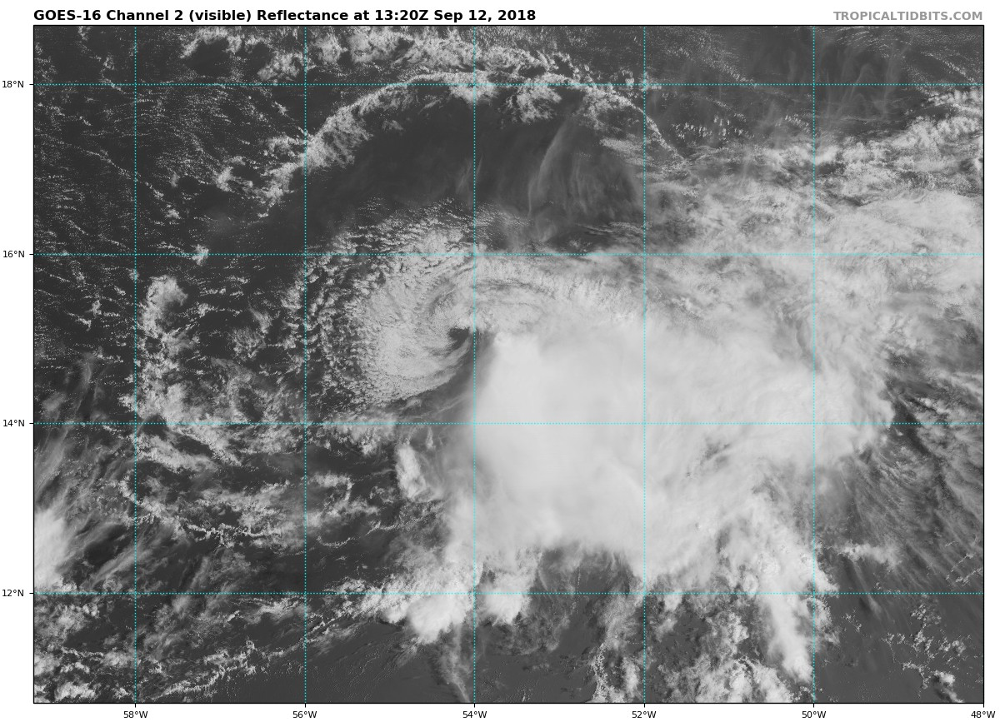 GOES-16 Channel 2 (visible) Reflectance at 13:20Z Sep 12, 2018
TROPICALTIDBITS.COM
18°N
16°N
14°N
12°N
58°W
56°W
54°W
52°W
50°W
48°W